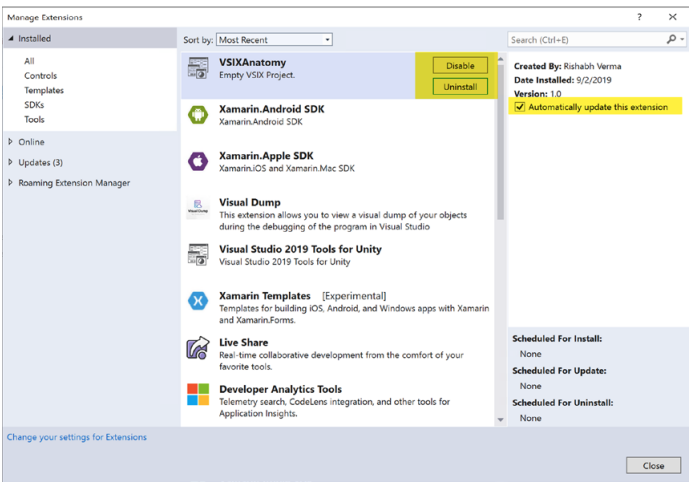 Manage Extensions
? ×
Installed
All
Controls
Templates
SDKs
Tools
Online
Updates (3)
Roaming Extension Manager
Change your settings for Extensions
Sort by: Most Recent
VSIXAnatomy
Empty VSIX Project.
Disable
Uninstall
Xamarin.Android SDK
Xamarin.Android SDK
Xamarin.Apple SDK
Xamarin.iOS and Xamarin.Mac SDK
Visual Dump
Visual Dump
This extension allows you to view a visual dump of your objects
during the debugging of the program in Visual Studio
Visual Studio 2019 Tools for Unity
Visual Studio 2019 Tools for Unity
Xamarin Templates [Experimental]
Templates for building iOS, Android, and Windows apps with Xamarin
and Xamarin.Forms.
Live Share
Real-time collaborative development from the comfort of your
favorite tools.
Developer Analytics Tools
Telemetry search, CodeLens integration, and other tools for
Application Insights.
Search (Ctrl+E)
Created By: Rishabh Verma
Date Installed: 9/2/2019
Version: 1.0
Automatically update this extension
Scheduled For Install:
None
Scheduled For Update:
None
Scheduled For Uninstall:
None
Close